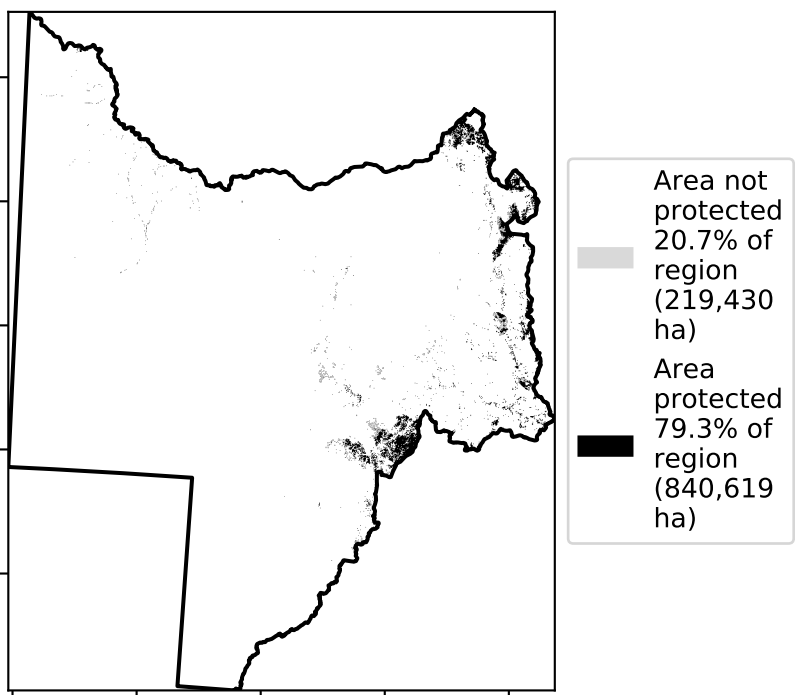 Area not
protected
20.7% of
region
(219,430
ha)
Area
protected
79.3% of
region
(840,619
ha)